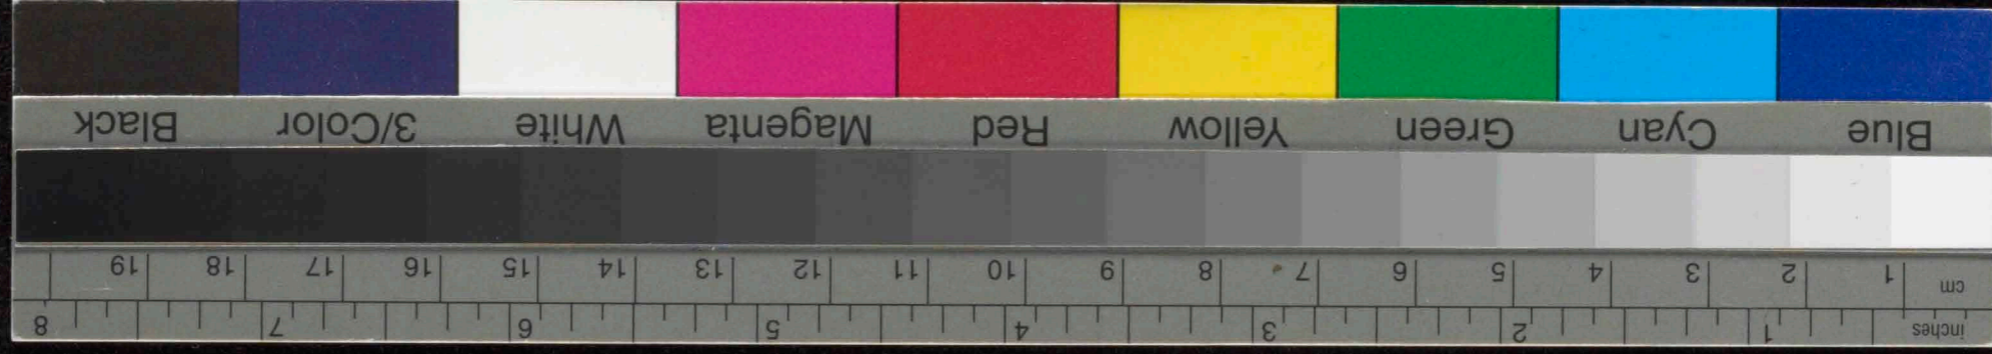 inches 1 2 3 4 5 6 7 8
cm 1 2 3 4 5 6 7 8 9 10 11 12 13 14 15 16 17 18 19
Blue Cyan Green Yellow Red Magenta White 3/Color Black